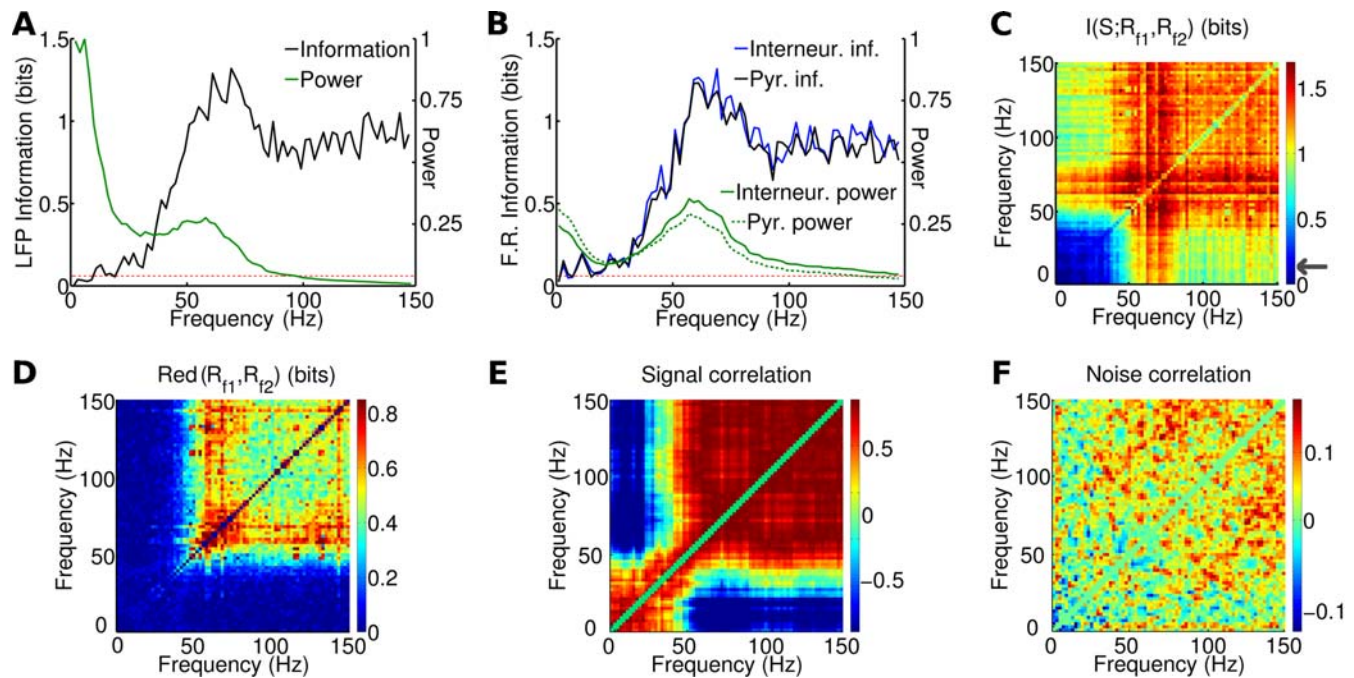 A
LFP Information (bits)
1.5
1
0.5
0
Information
Power
1
0.75
0.5
0.25
Power
0 50 100 150
Frequency (Hz)
B
F.R. Information (bits)
1.5
1
0.5
0
Interneur. inf.
Pyr. inf.
Interneur. power
Pyr. power
1
0.75
0.5
0.25
Power
0 50 100 150
Frequency (Hz)
C
I(S;Rf1,Rf2) (bits)
Frequency (Hz)
150
100
50
0
0 50 100 150
Frequency (Hz)
1.5
1
0.5
0
D
Red(Rf1,Rf2) (bits)
Frequency (Hz)
150
100
50
0
0 50 100 150
Frequency (Hz)
0.8
0.6
0.4
0.2
0
E
Signal correlation
Frequency (Hz)
150
100
50
0
0 50 100 150
Frequency (Hz)
0.5
0
−0.5
F
Noise correlation
Frequency (Hz)
150
100
50
0
0 50 100 150
Frequency (Hz)
0.1
0
−0.1